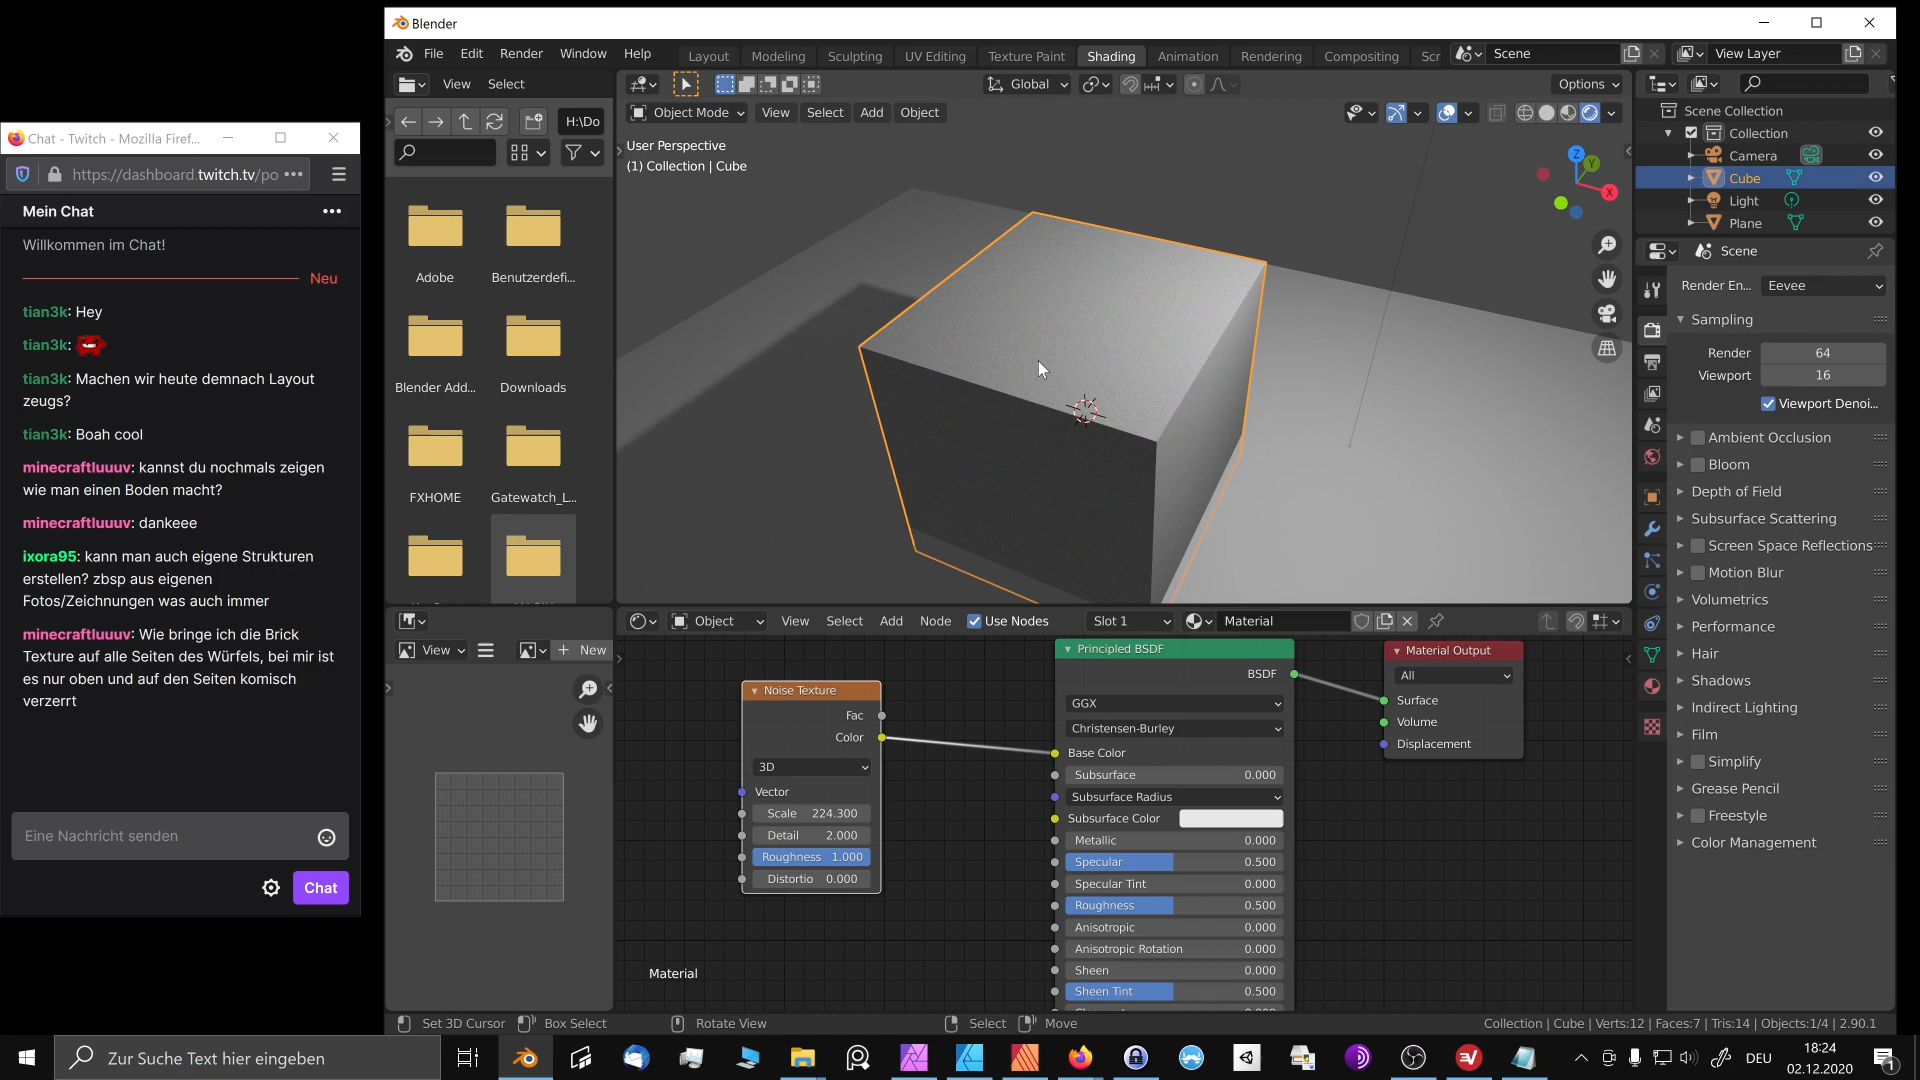 Blender
File Edit Render Window Help
Layout Modeling Sculpting UV Editing Texture Paint Shading Animation Rendering Compositing Scr
Scene
View Layer
View Select
Global
Options
H:\Do
Object Mode View Select Add Object
User Perspective
(1) Collection | Cube
Z
Y
X
Adobe
Benutzerdefi...
Blender Add...
Downloads
FXHOME
Gatewatch_L...
Scene Collection
Collection
Camera
Cube
Light
Plane
Scene
Render En... Eevee
Sampling
Render 64
Viewport 16
Viewport Denoi...
Ambient Occlusion
Bloom
Depth of Field
Subsurface Scattering
Screen Space Reflections
Motion Blur
Volumetrics
Performance
Hair
Shadows
Indirect Lighting
Film
Simplify
Grease Pencil
Freestyle
Color Management
Chat - Twitch - Mozilla Firef...
https://dashboard.twitch.tv/po
Mein Chat
Willkommen im Chat!
Neu
tian3k: Hey
tian3k:
tian3k: Machen wir heute demnach Layout
zeugs?
tian3k: Boah cool
minecraftluuuv: kannst du nochmals zeigen
wie man einen Boden macht?
minecraftluuuv: dankeee
ixora95: kann man auch eigene Strukturen
erstellen? zbsp aus eigenen
Fotos/Zeichnungen was auch immer
minecraftluuuv: Wie bringe ich die Brick
Texture auf alle Seiten des Würfels, bei mir ist
es nur oben und auf den Seiten komisch
verzerrt
Eine Nachricht senden
Chat
View
New
Object View Select Add Node Use Nodes Slot 1 Material
Noise Texture
Fac
Color
3D
Vector
Scale 224.300
Detail 2.000
Roughness 1.000
Distortio 0.000
Principled BSDF
BSDF
GGX
Christensen-Burley
Base Color
Subsurface 0.000
Subsurface Radius
Subsurface Color
Metallic 0.000
Specular 0.500
Specular Tint 0.000
Roughness 0.500
Anisotropic 0.000
Anisotropic Rotation 0.000
Sheen 0.000
Sheen Tint 0.500
Material Output
All
Surface
Volume
Displacement
Material
Set 3D Cursor Box Select Rotate View Select Move
Collection | Cube | Verts:12 | Faces:7 | Tris:14 | Objects:1/4 | 2.90.1
Zur Suche Text hier eingeben
DEU
18:24
02.12.2020
1